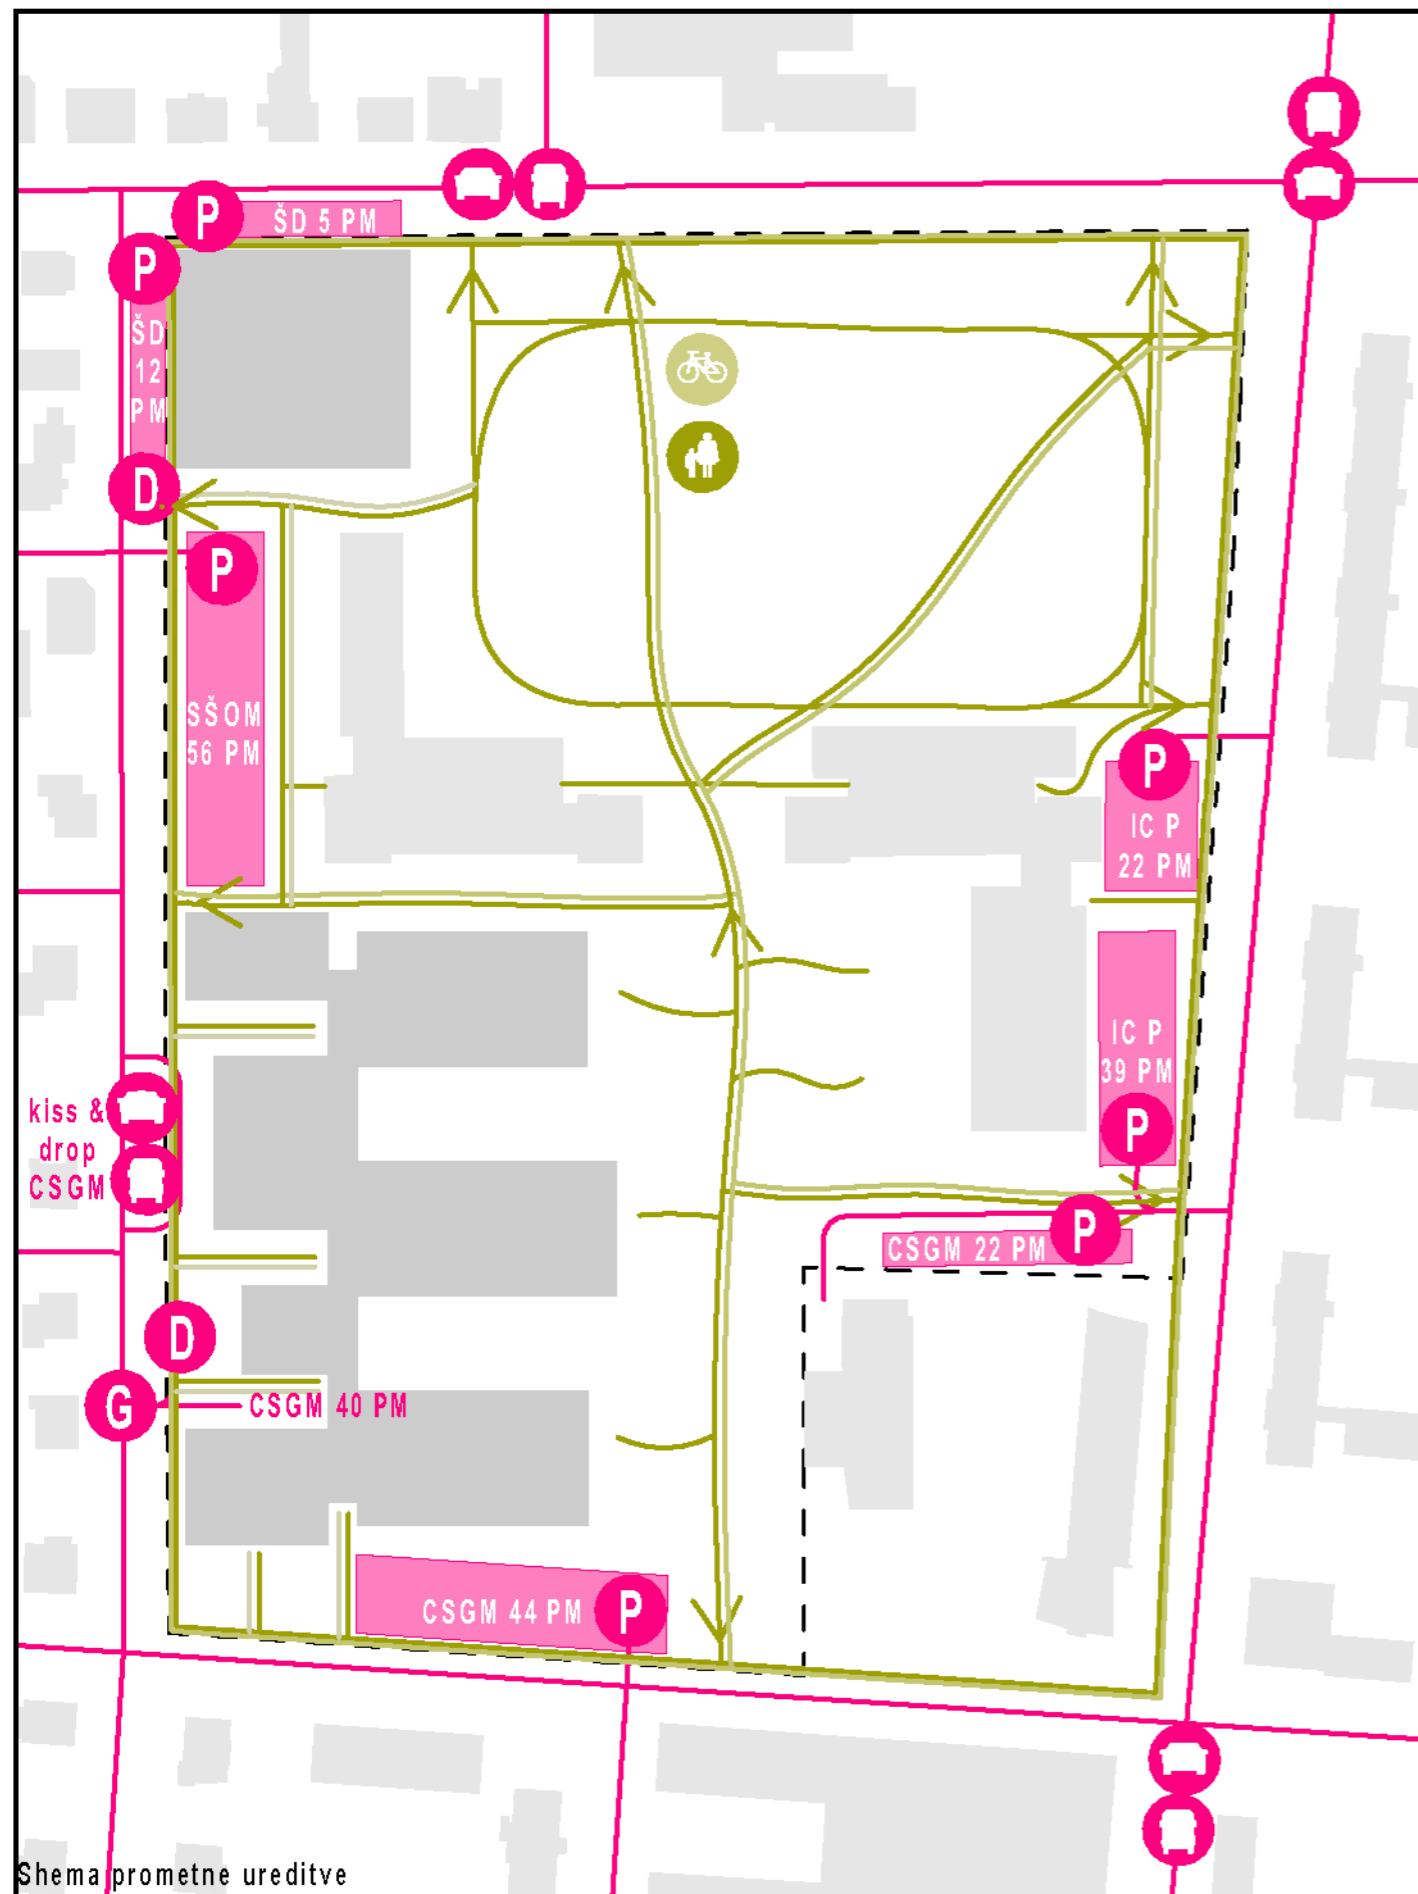 P
ŠD 5 PM
P
ŠD
12
PM
D
P
SŠOM
56 PM
P
IC P
22 PM
IC P
39 PM
P
kiss &
drop
CSGM
CSGM 22 PM
P
D
G
CSGM 40 PM
CSGM 44 PM
P
Shema prometne ureditve